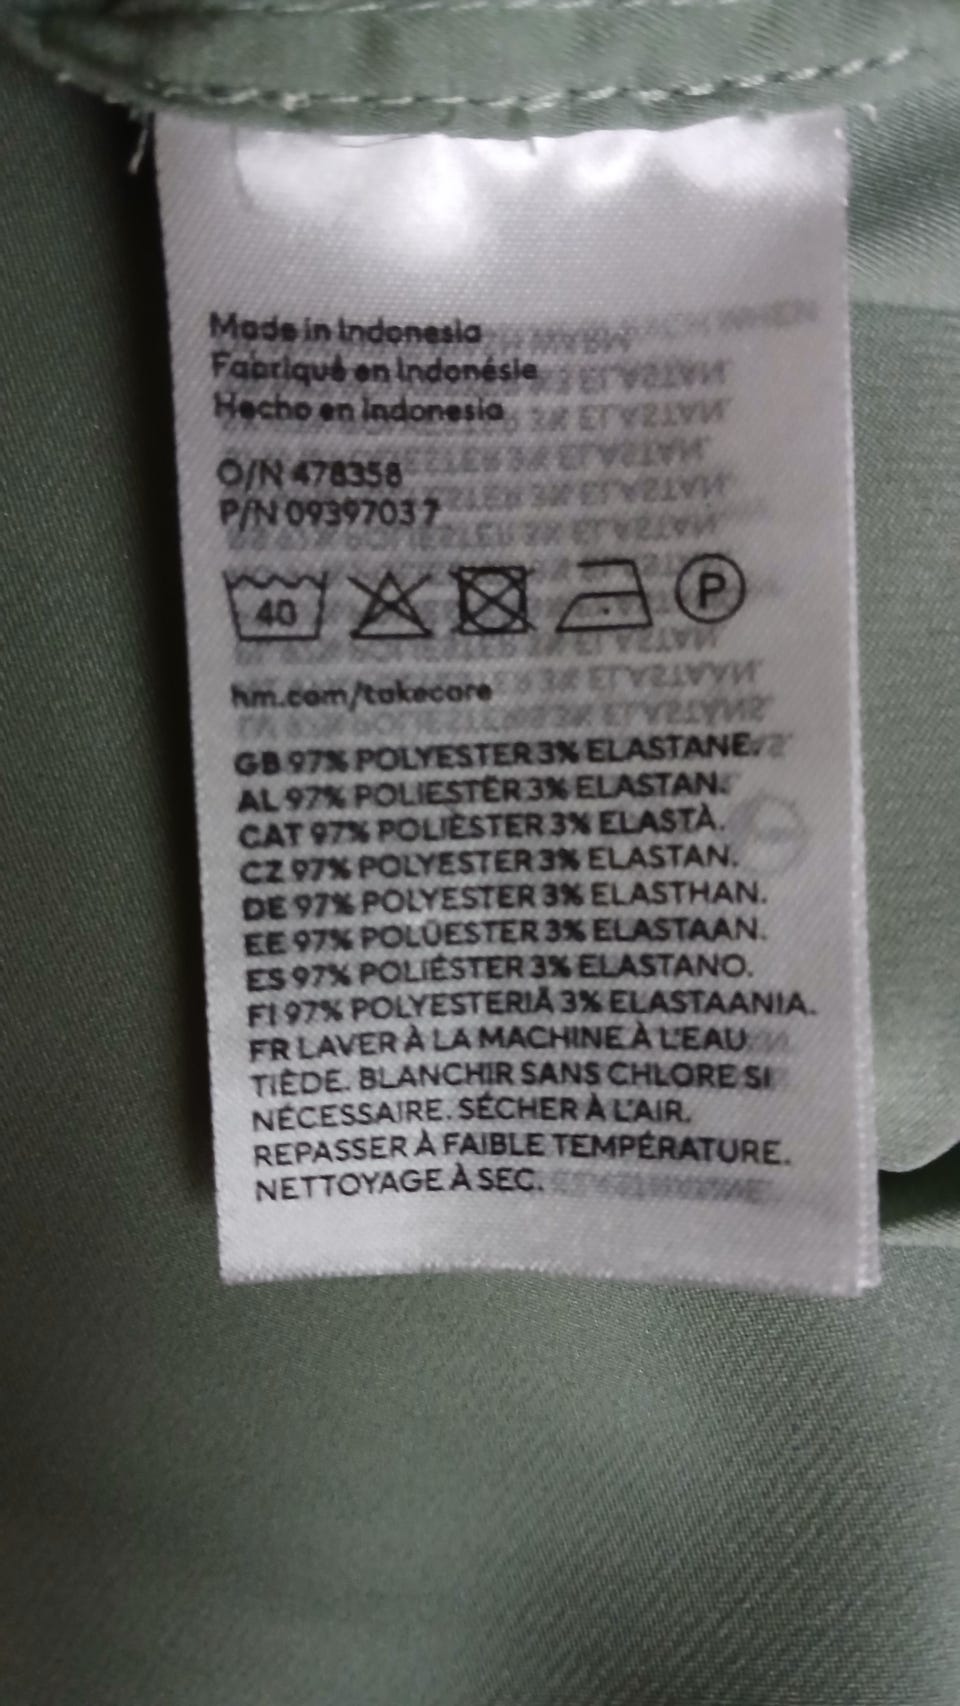 Made in Indonesia
Fabriqué en Indonésie
Hecho en Indonesia
O/N 478358
P/N 0939703 7
40
P
hm.com/takecare
GB 97% POLYESTER 3% ELASTANE.
AL 97% POLIESTËR 3% ELASTAN.
CAT 97% POLIÈSTER 3% ELASTÀ.
CZ 97% POLYESTER 3% ELASTAN.
DE 97% POLYESTER 3% ELASTHAN.
EE 97% POLÜESTER 3% ELASTAAN.
ES 97% POLIÉSTER 3% ELASTANO.
FI 97% POLYESTERIÄ 3% ELASTAANIA.
FR LAVER À LA MACHINE À L'EAU
TIÈDE. BLANCHIR SANS CHLORE SI
NÉCESSAIRE. SÉCHER À L'AIR.
REPASSER À FAIBLE TEMPÉRATURE.
NETTOYAGE À SEC.